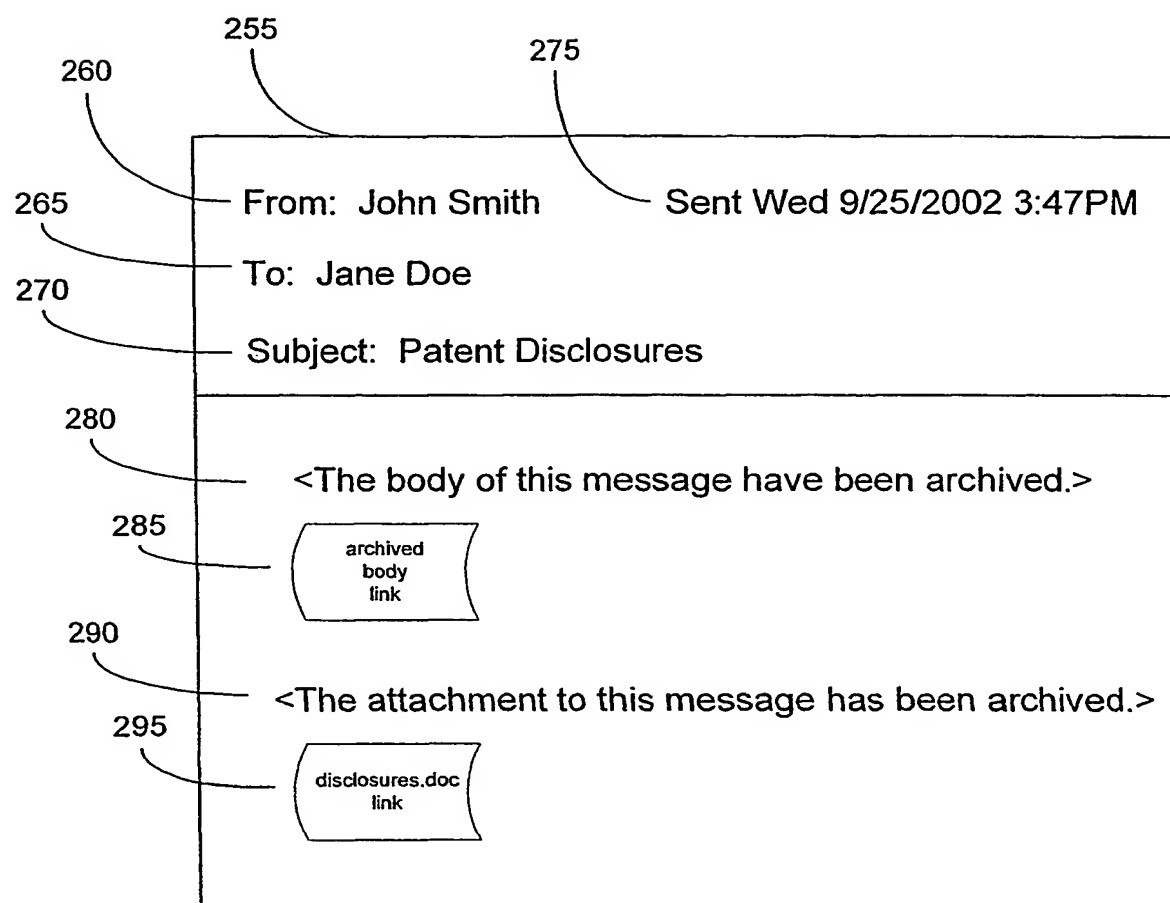 255
275
260
From: John Smith
Sent Wed 9/25/2002 3:47PM
265
To: Jane Doe
270
Subject: Patent Disclosures
280
<The body of this message have been archived.>
285
archived
body
link
290
<The attachment to this message has been archived.>
295
disclosures.doc
link